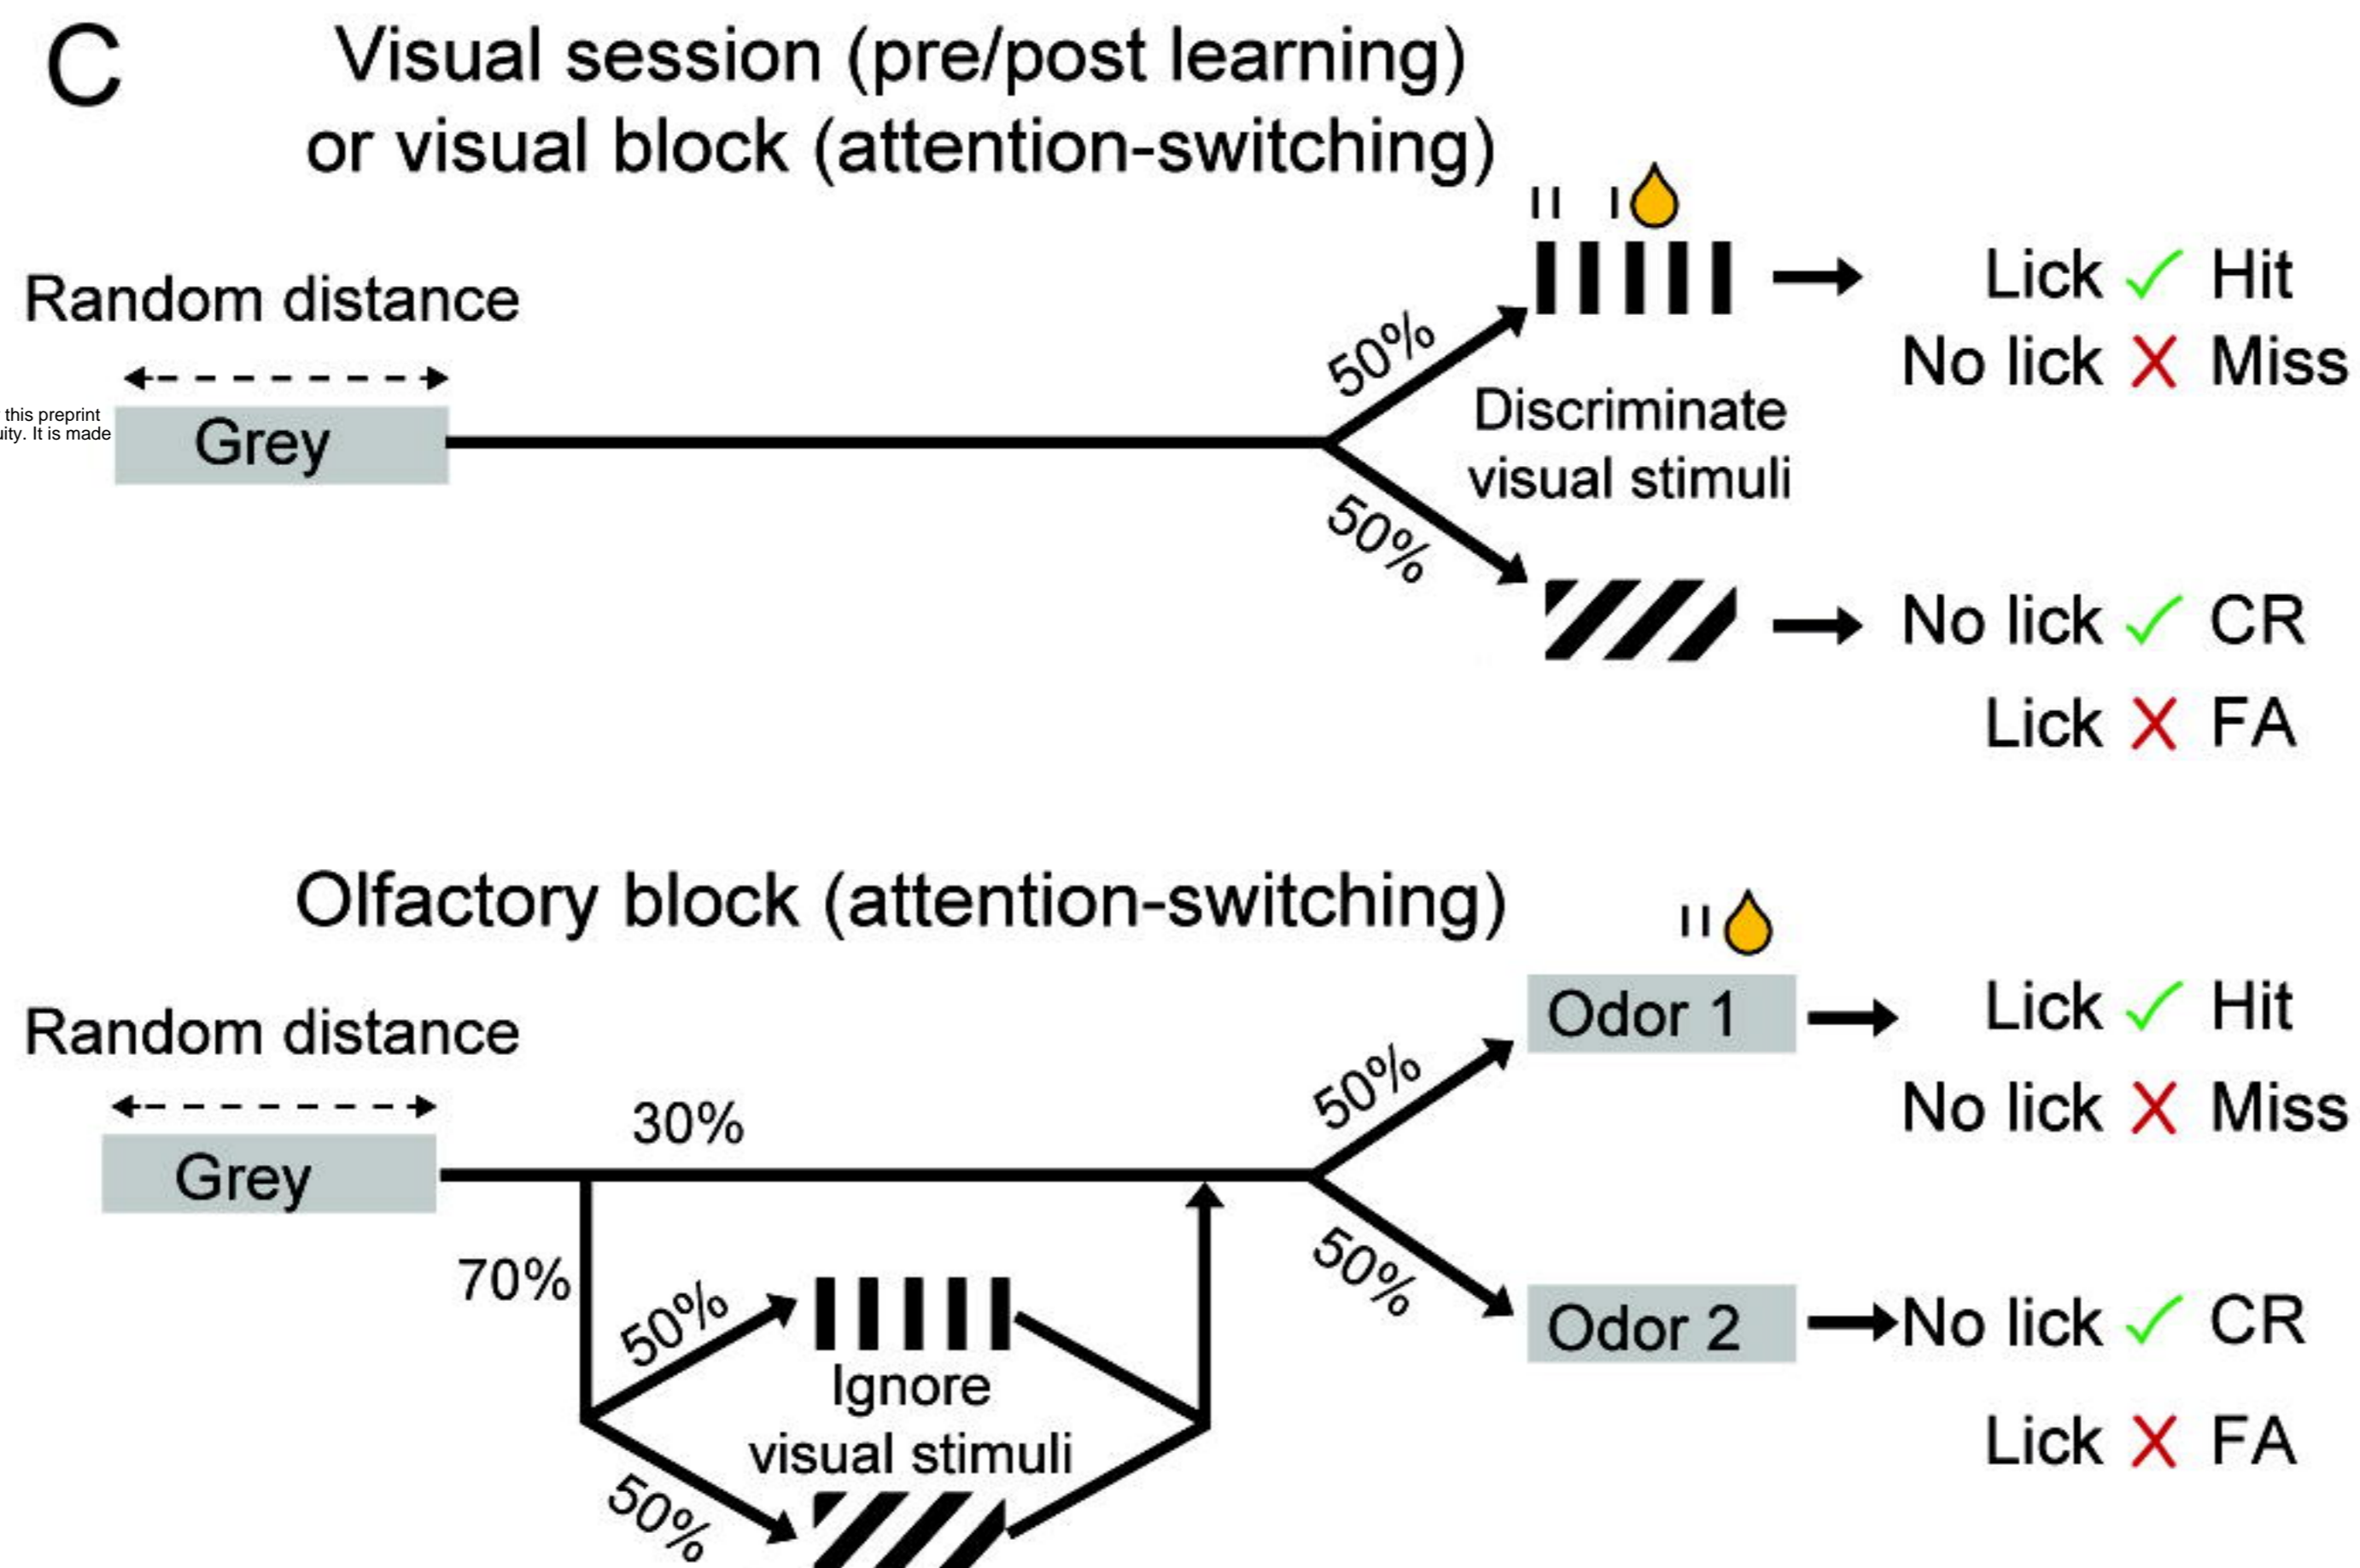 C
Visual session (pre/post learning)
or visual block (attention-switching)
Random distance
Grey
this preprint
It is made
50%
50%
Discriminate
visual stimuli
Lick ✓ Hit
No lick X Miss
No lick ✓ CR
Lick X FA
Olfactory block (attention-switching)
Random distance
Grey
30%
70%
50%
50%
Ignore
visual stimuli
50%
50%
Odor 1
Odor 2
Lick ✓ Hit
No lick X Miss
No lick ✓ CR
Lick X FA